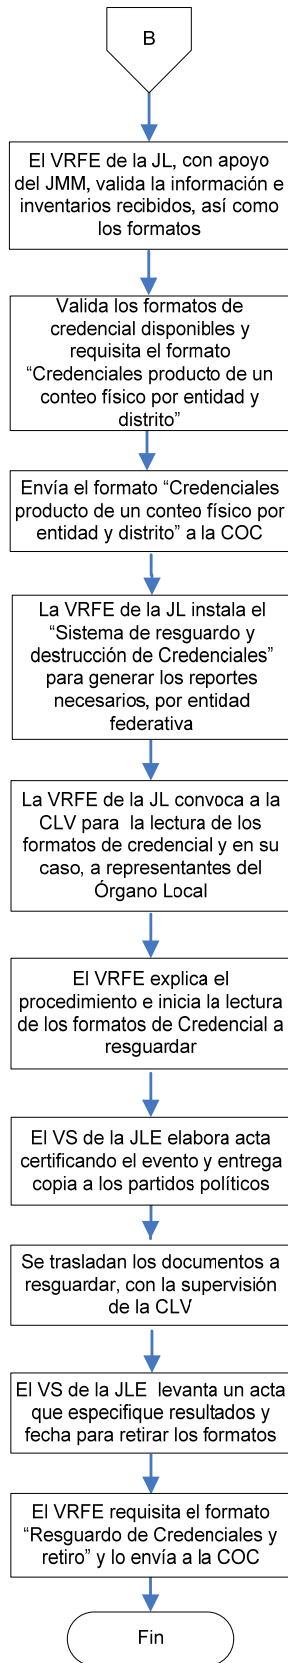 B
El VRFE de la JL, con apoyo
del JMM, valida la información e
inventarios recibidos, así como
los formatos
Valida los formatos de
credencial disponibles y
requisita el formato
“Credenciales producto de un
conteo físico por entidad y
distrito”
Envía el formato “Credenciales
producto de un conteo físico por
entidad y distrito” a la COC
La VRFE de la JL instala el
“Sistema de resguardo y
destrucción de Credenciales”
para generar los reportes
necesarios, por entidad
federativa
La VRFE de la JL convoca a la
CLV para la lectura de los
formatos de credencial y en su
caso, a representantes del
Órgano Local
El VRFE explica el
procedimiento e inicia la lectura
de los formatos de Credencial a
resguardar
El VS de la JLE elabora acta
certificando el evento y entrega
copia a los partidos políticos
Se trasladan los documentos a
resguardar, con la supervisión
de la CLV
El VS de la JLE levanta un acta
que especifique resultados y
fecha para retirar los formatos
El VRFE requisita el formato
“Resguardo de Credenciales y
retiro” y lo envía a la COC
Fin